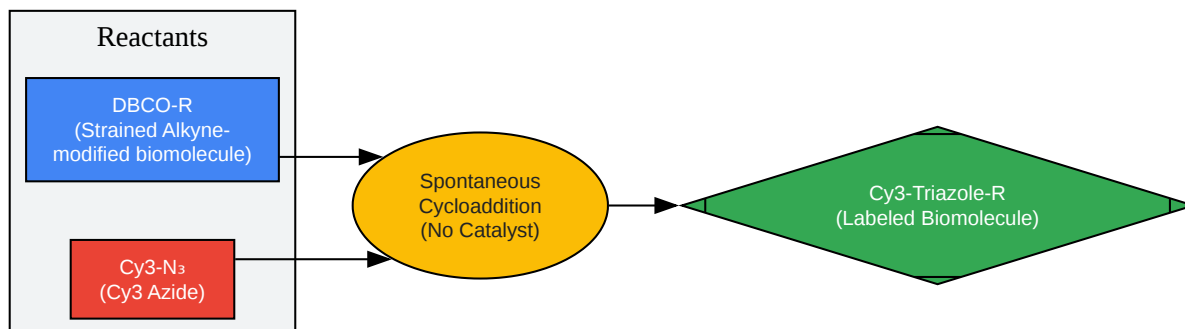 Reactants
DBCO-R
(Strained Alkyne-
modified biomolecule)
Cy3-N₃
(Cy3 Azide)
Spontaneous
Cycloaddition
(No Catalyst)
Cy3-Triazole-R
(Labeled Biomolecule)